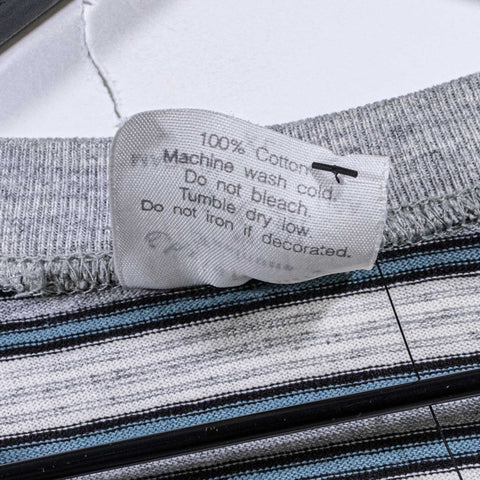 100% Cotton
Machine wash cold.
Do not bleach.
Tumble dry low
Do not iron if decorated.